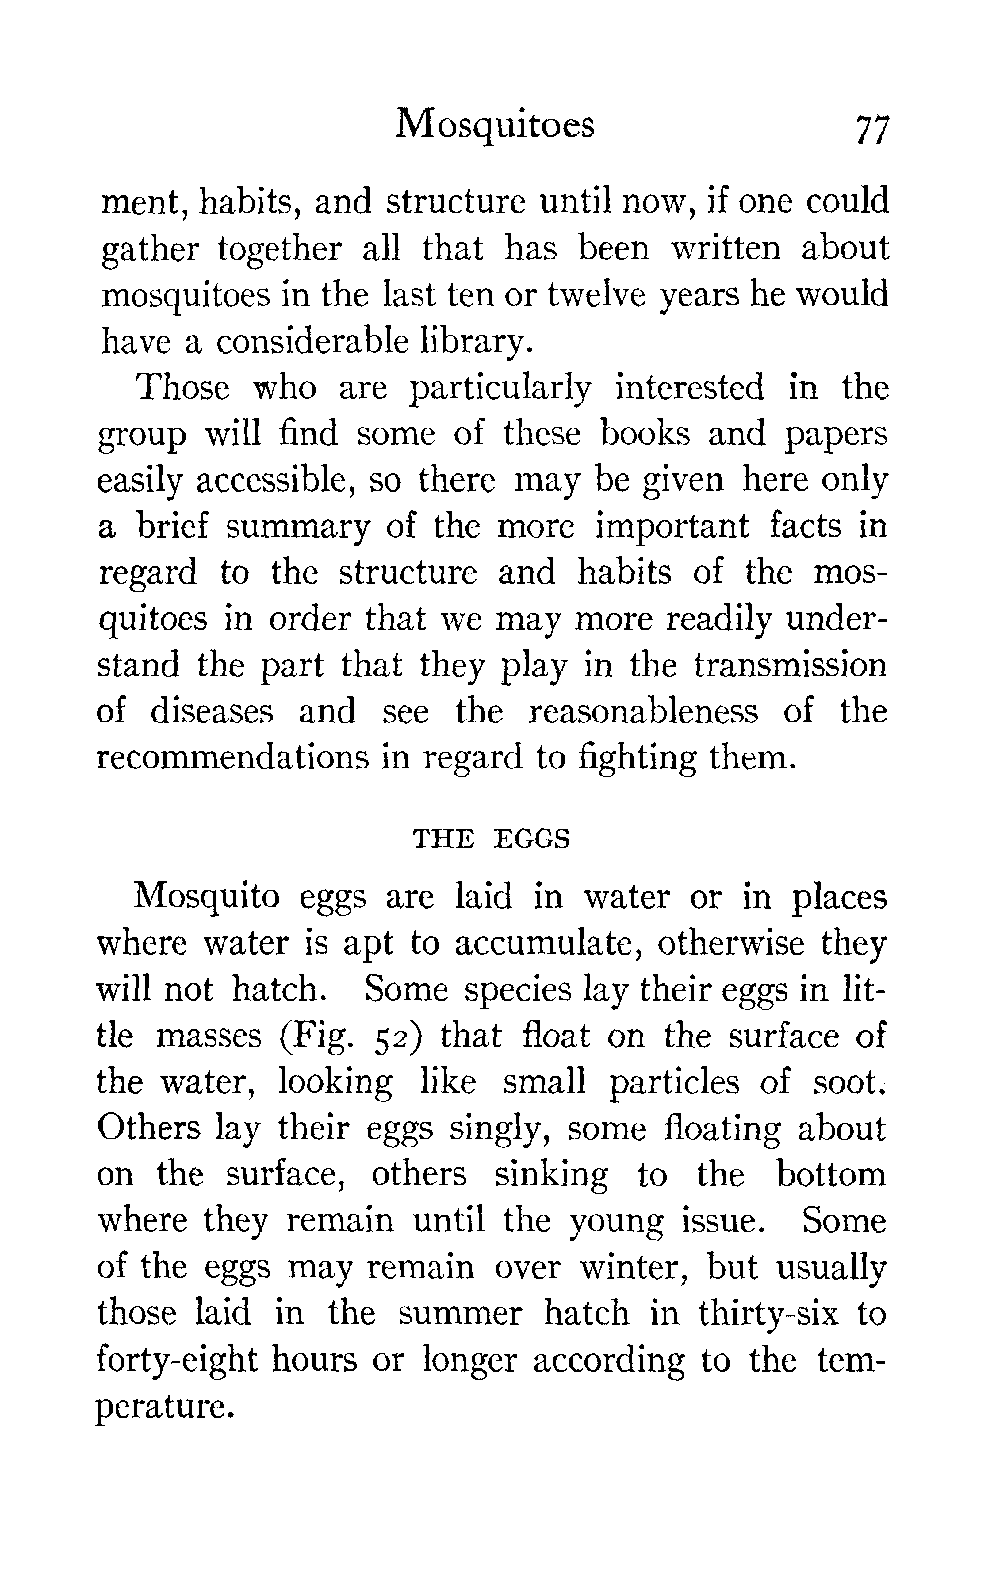 Mosquitoes 77
ment, habits, and structure until now, if one could
gather together all that has been written about
mosquitoes in the last ten or twelve years he would
have a considerable library.
Those who are particularly interested in the
group will find some of these books and papers
easily accessible, so there may be given here only
a brief summary of the more important facts in
regard to the structure and habits of the mos-
quitoes in order that we may more readily under-
stand the part that they play in the transmission
of diseases and see the reasonableness of the
recommendations in regard to fighting them.
THE EGGS
Mosquito eggs are laid in water or in places
where water is apt to accumulate, otherwise they
will not hatch. Some species lay their eggs in lit-
tle masses (Fig. 52) that float on the surface of
the water, looking like small particles of soot.
Others lay their eggs singly, some floating about
on the surface, others sinking to the bottom
where they remain until the young issue. Some
of the eggs may remain over winter, but usually
those laid in the summer hatch in thirty-six to
forty-eight hours or longer according to the tem-
perature.